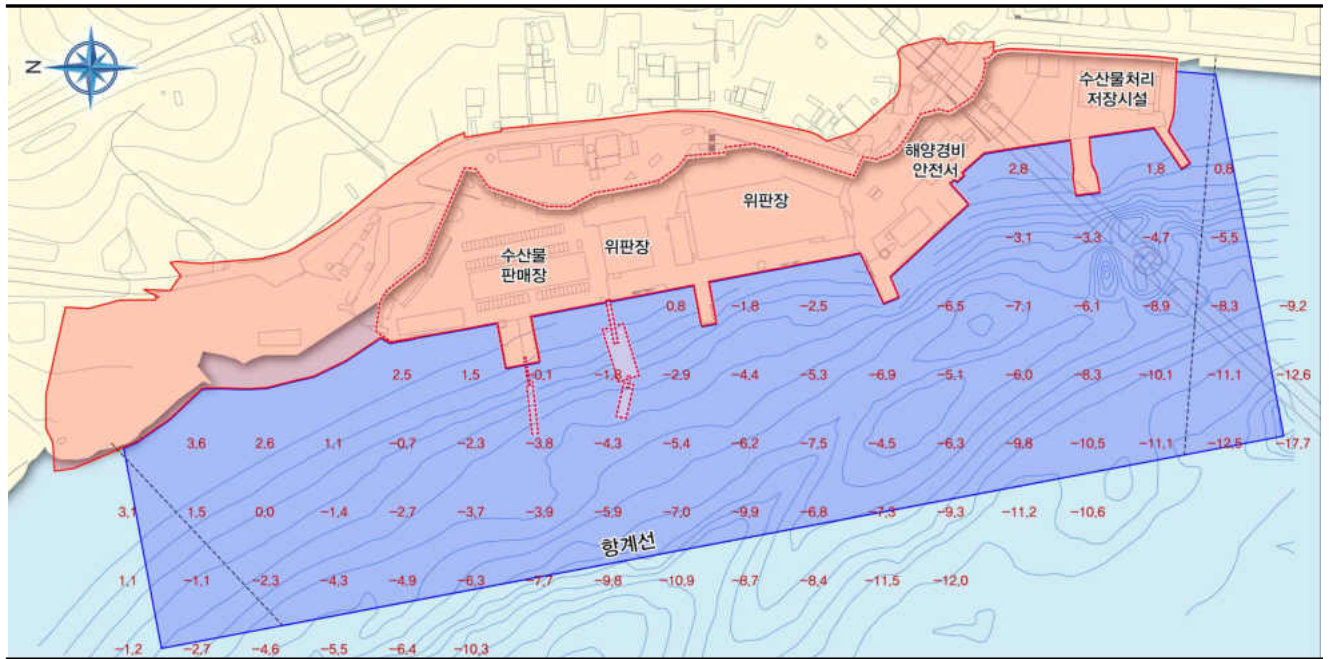 N
수산물처리
저장시설
해양경비
안전서
위판장
위판장
수산물
판매장
2.8 1.8 0.8
-3.1 -3.3 -4.7 -5.5
0.8 -1.8 -2.5 -6.5 -7.1 -6.1 -8.9 -8.3 -9.2
2.5 1.5 -0.1 -1.8 -2.9 -4.4 -5.3 -6.9 -5.1 -6.0 -8.3 -10.1 -11.1 -12.6
3.6 2.6 1.1 -0.7 -2.3 -3.8 -4.3 -5.4 -6.2 -7.5 -4.5 -6.3 -9.8 -10.5 -11.1 -12.5 -17.7
3.1 1.5 0.0 -1.4 -2.7 -3.7 -3.9 -5.9 -7.0 -9.9 -6.8 -7.3 -9.3 -11.2 -10.6
항계선
1.1 -1.1 -2.3 -4.3 -4.9 -6.3 -7.7 -9.8 -10.9 -8.7 -8.4 -11.5 -12.0
-1.2 -2.7 -4.6 -5.5 -6.4 -10.3